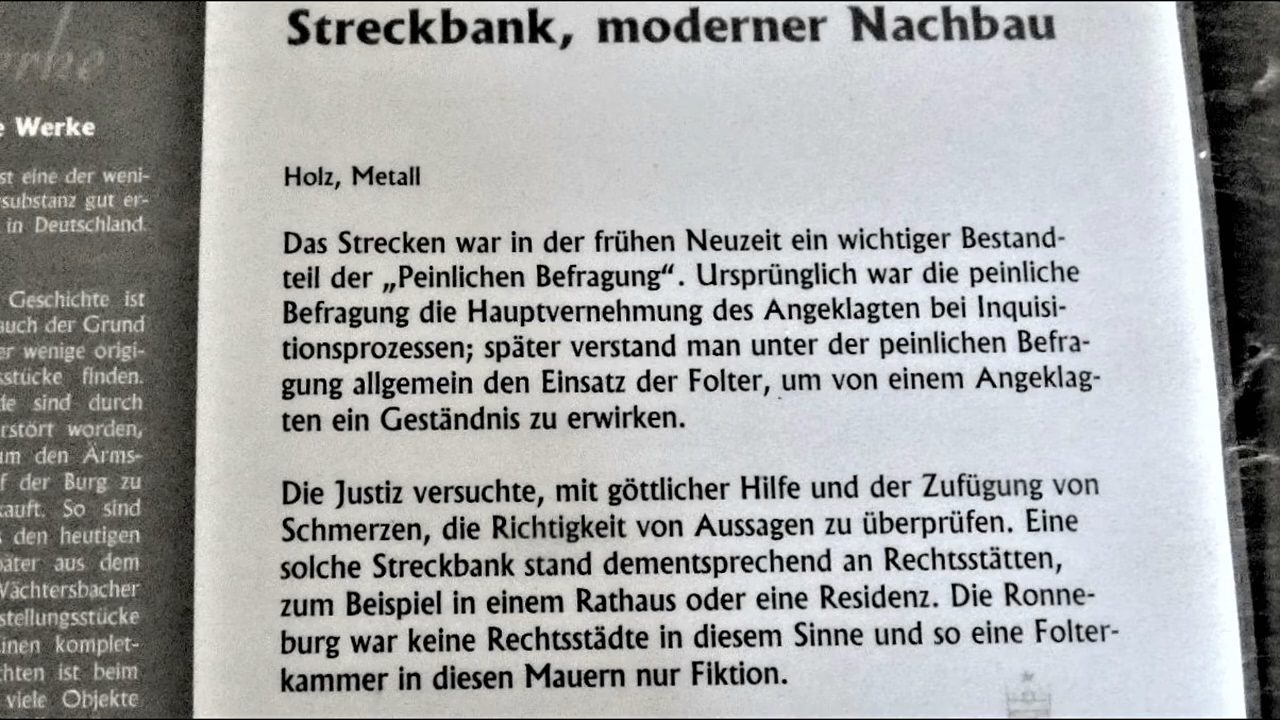 Werke
st eine der weni-
substanz gut er-
in Deutschland.
Geschichte ist
auch der Grund
wenige origi-
finden.
sind durch
worden,
den Ärms-
der Burg zu
So sind
den heutigen
aus dem
Wächtersbacher
komplet-
ist beim
viele Objekte
Streckbank, moderner Nachbau
Holz, Metall
Das Strecken war in der frühen Neuzeit ein wichtiger Bestand-
teil der „Peinlichen Befragung“. Ursprünglich war die peinliche
Befragung die Hauptvernehmung des Angeklagten bei Inquisi-
tionsprozessen; später verstand man unter der peinlichen Befra-
gung allgemein den Einsatz der Folter, um von einem Angeklag-
ten ein Geständnis zu erwirken.
Die Justiz versuchte, mit göttlicher Hilfe und der Zufügung von
Schmerzen, die Richtigkeit von Aussagen zu überprüfen. Eine
solche Streckbank stand dementsprechend an Rechtsstätten,
zum Beispiel in einem Rathaus oder eine Residenz. Die Ronne-
burg war keine Rechtsstädte in diesem Sinne und so eine Folter-
kammer in diesen Mauern nur Fiktion.